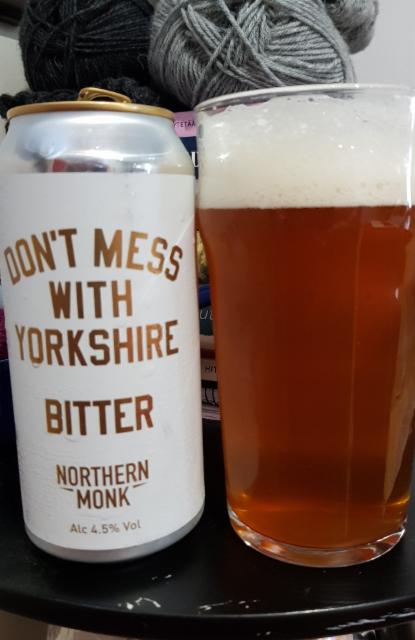 DON'T MESS
WITH
YORKSHIRE
BITTER
NORTHERN
MONK
Alc 4.5% Vol